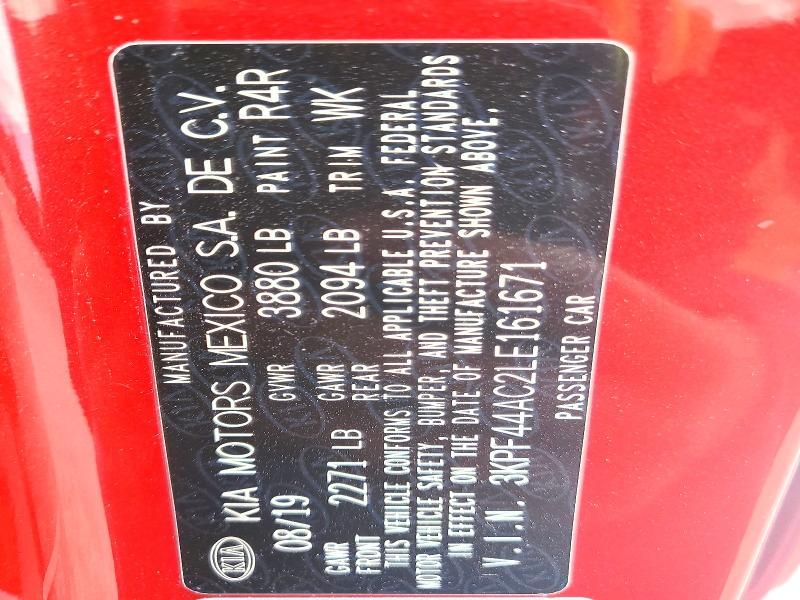 MANUFACTURED BY
KIA KIA MOTORS MEXICO S.A. DE C.V.
08/19 GVWR 3880 LB PAINT R4R
GAWR FRONT 2271 LB GAWR REAR 2094 LB TRIM WK
THIS VEHICLE CONFORMS TO ALL APPLICABLE U.S.A. FEDERAL
MOTOR VEHICLE SAFETY, BUMPER, AND THEFT PREVENTION STANDARDS
IN EFFECT ON THE DATE OF MANUFACTURE SHOWN ABOVE.
V.I.N. 3KPF44AC2LE161671
PASSENGER CAR